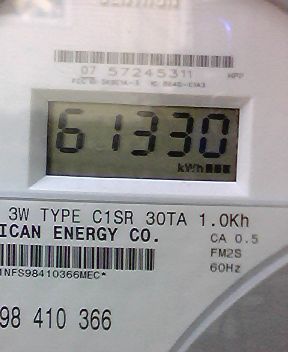 07 57245311
61330
kWh
3W TYPE C1SR 30TA 1.0Kh
ICAN ENERGY CO.
CA 0.5
FM2S
60Hz
1NFS98410366MEC*
98 410 366